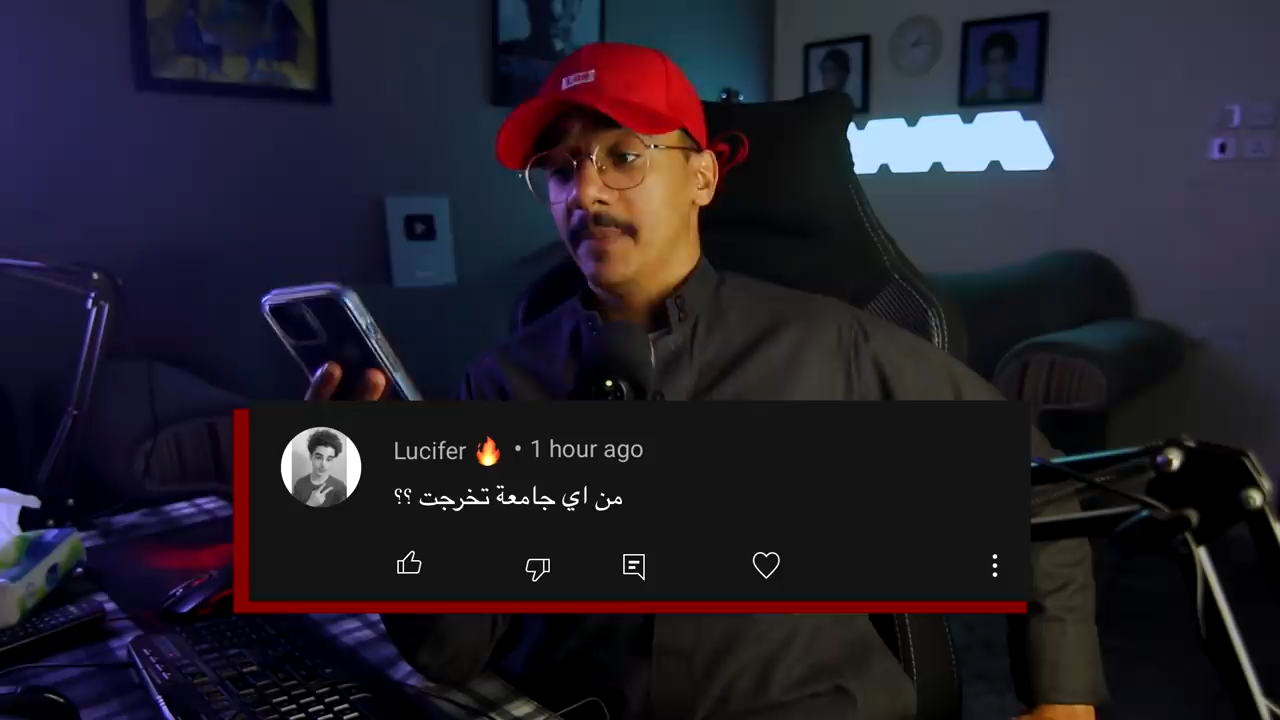 Lucifer 🔥 • 1 hour ago
من اي جامعة تخرجت ؟؟